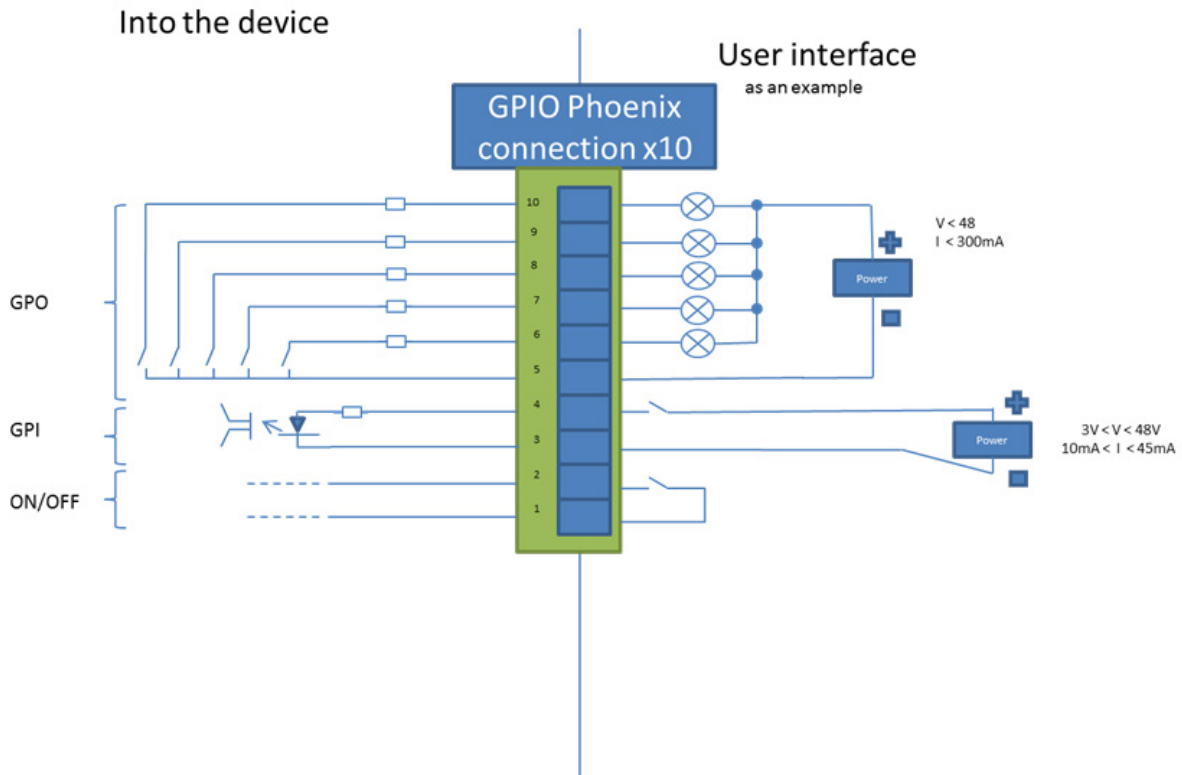 Into the device
User interface
as an example
GPIO Phoenix
connection x10
10
9
8
7
6
5
4
3
2
1
GPO
GPI
ON/OFF
V < 48
I < 300mA
Power
3V < V < 48V
10mA < I < 45mA
Power